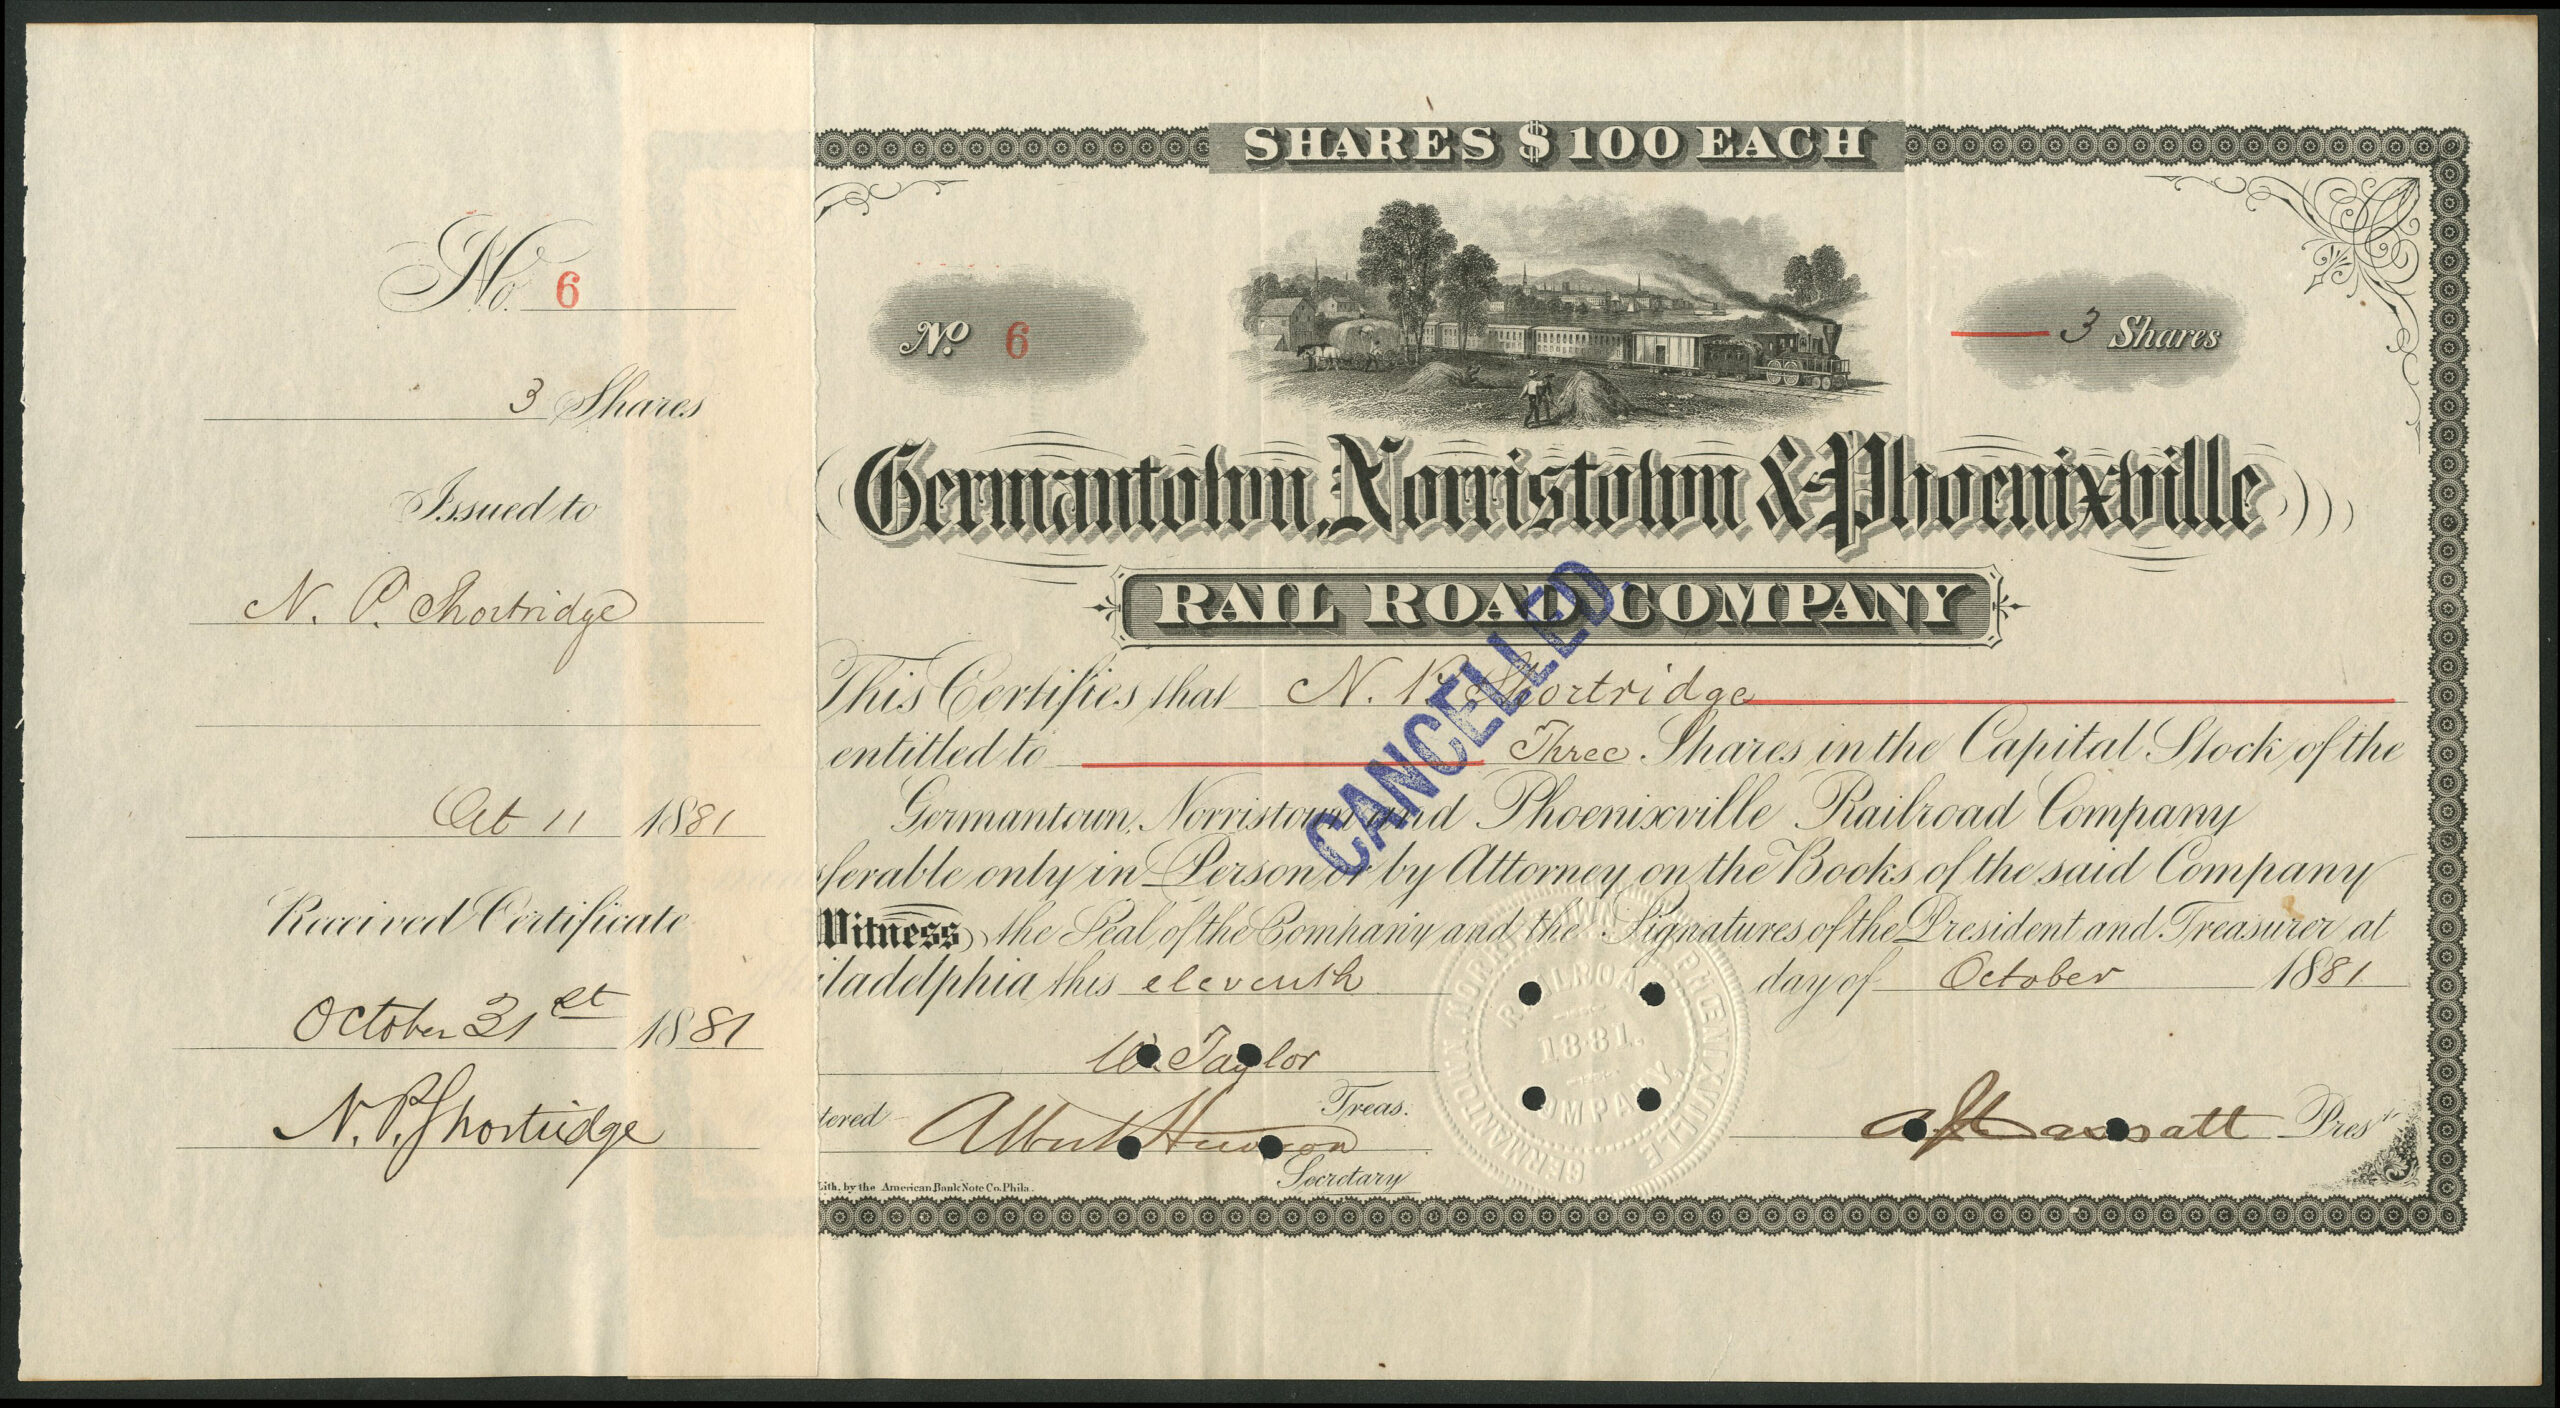 No. 6
3 Shares
Issued to
N. P. Shortridge
Oct 11 1881
Received Certificate
October 31st 1881
N. P. Shortridge
SHARES $100 EACH
No. 6
3 Shares
Germantown, Norristown & Phoenixville
RAIL ROAD COMPANY
CANCELLED.
This Certifies that N. P. Shortridge
entitled to Three Shares in the Capital Stock of the
Germantown, Norristown and Phoenixville Railroad Company
sferable only in Person or by Attorney on the Books of the said Company
Witness the Seal of the Company and the Signatures of the President and Treasurer at
iladelphia this eleventh day of October 1881
W. Taylor
Treas.
tered Albert Hewson
Secretary
A J Cassatt Prest
GERMANTOWN, NORRISTOWN & PHOENIXVILLE
RAILROAD COMPANY.
1881.
Lith. by the American Bank Note Co. Phila.